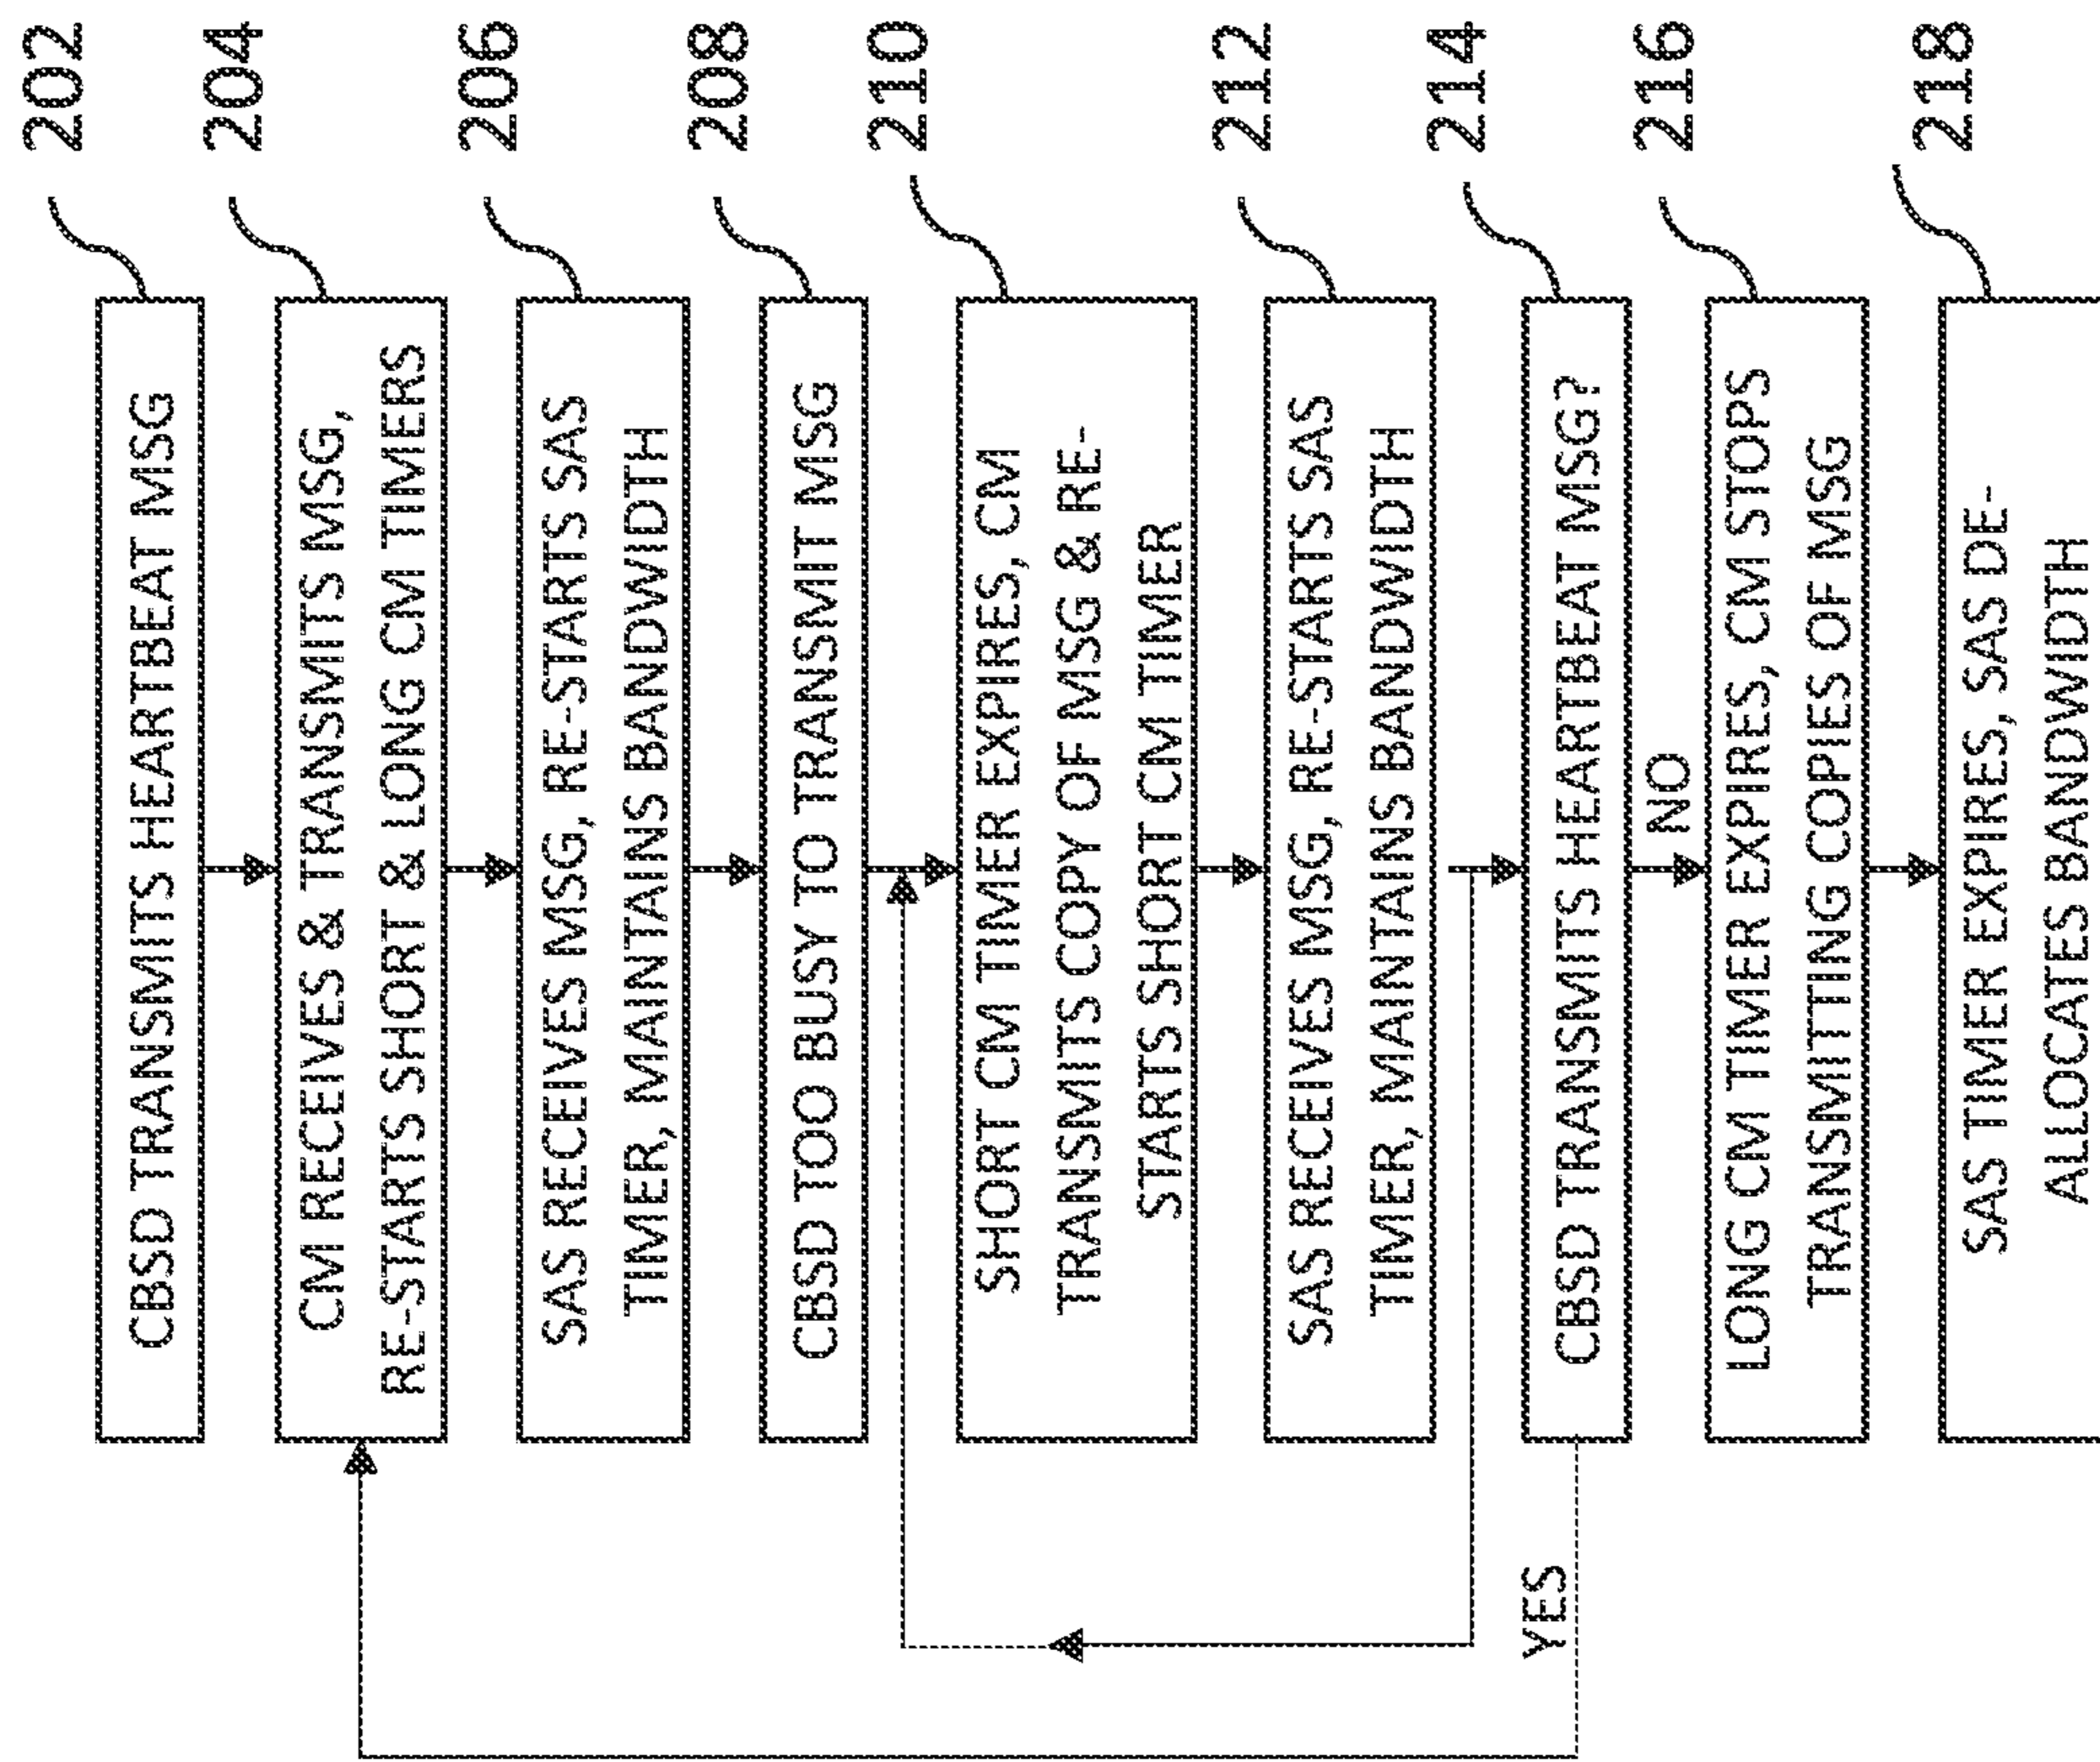 CBSD TRANSMITS HEARTBEAT MSG
202
CM RECEIVES & TRANSMITS MSG,
RE-STARTS SHORT & LONG CM TIMERS
204
SAS RECEIVES MSG, RE-STARTS SAS
TIMER, MAINTAINS BANDWIDTH
206
CBSD TOO BUSY TO TRANSMIT MSG
208
SHORT CM TIMER EXPIRES, CM
TRANSMITS COPY OF MSG & RE-
STARTS SHORT CM TIMER
210
SAS RECEIVES MSG, RE-STARTS SAS
TIMER, MAINTAINS BANDWIDTH
212
YES
CBSD TRANSMITS HEARTBEAT MSG?
214
NO
LONG CM TIMER EXPIRES, CM STOPS
TRANSMITTING COPIES OF MSG
216
SAS TIMER EXPIRES, SAS DE-
ALLOCATES BANDWIDTH
218